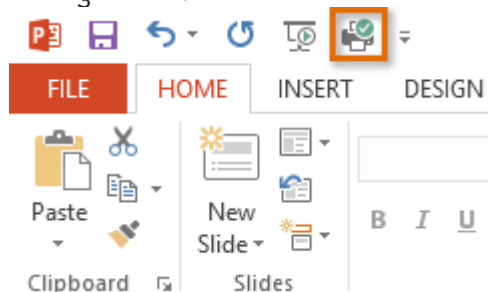 FILE HOME INSERT DESIGN
Paste New
Slide
B I U
Clipboard Slides